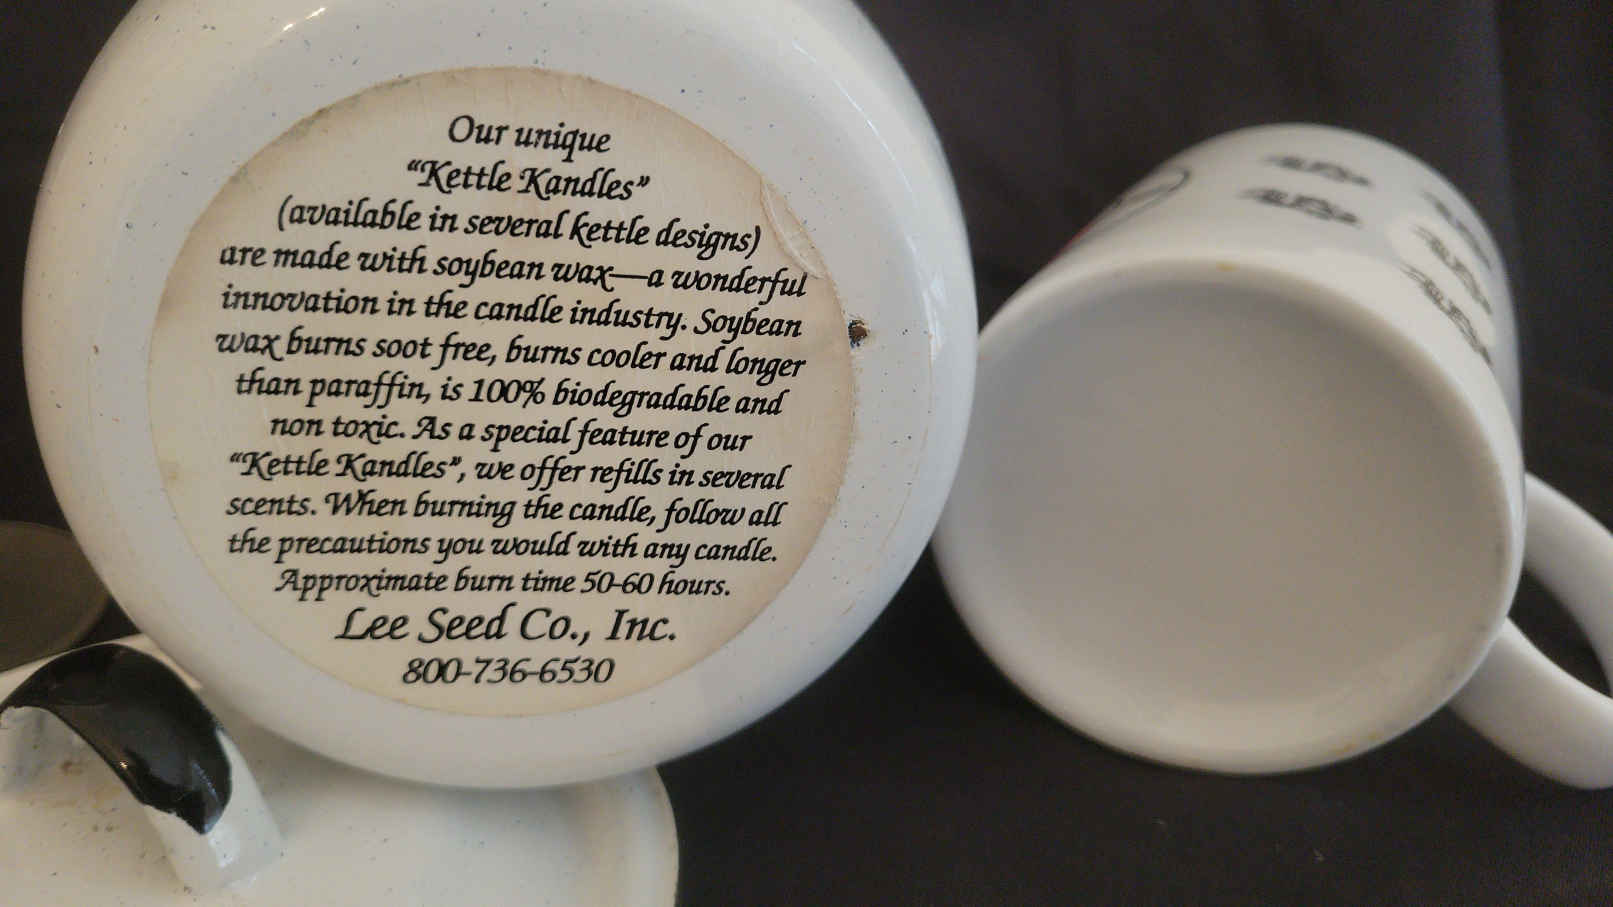 Our unique
“Kettle Kandles”
(available in several kettle designs)
are made with soybean wax—a wonderful
innovation in the candle industry. Soybean
wax burns soot free, burns cooler and longer
than paraffin, is 100% biodegradable and
non toxic. As a special feature of our
“Kettle Kandles”, we offer refills in several
scents. When burning the candle, follow all
the precautions you would with any candle.
Approximate burn time 50-60 hours.
Lee Seed Co., Inc.
800-736-6530